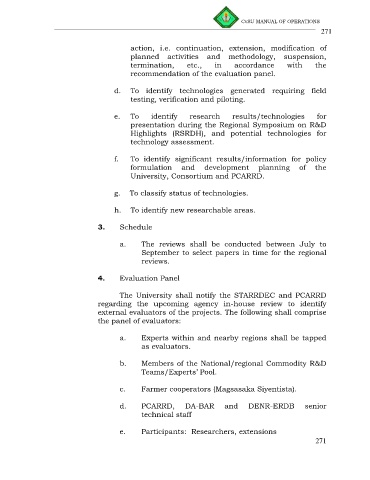 CvSU MANUAL OF OPERATIONS
271
action, i.e. continuation, extension, modification of
planned activities and methodology, suspension,
termination, etc., in accordance with the
recommendation of the evaluation panel.
d. To identify technologies generated requiring field
testing, verification and piloting.
e. To identify research results/technologies for
presentation during the Regional Symposium on R&D
Highlights (RSRDH), and potential technologies for
technology assessment.
f. To identify significant results/information for policy
formulation and development planning of the
University, Consortium and PCARRD.
g. To classify status of technologies.
h. To identify new researchable areas.
3. Schedule
a. The reviews shall be conducted between July to
September to select papers in time for the regional
reviews.
4. Evaluation Panel
The University shall notify the STARRDEC and PCARRD
regarding the upcoming agency in-house review to identify
external evaluators of the projects. The following shall comprise
the panel of evaluators:
a. Experts within and nearby regions shall be tapped
as evaluators.
b. Members of the National/regional Commodity R&D
Teams/Experts' Pool.
c. Farmer cooperators (Magsasaka Siyentista).
d. PCARRD, DA-BAR and DENR-ERDB senior
technical staff
e. Participants: Researchers, extensions
271